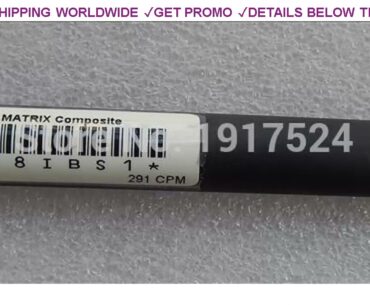 HIPPING WORLDWIDE ✓GET PROMO ✓DETAILS BELOW T
MATRIX Composite
Store No: 1917524
8IBS1*
291 CPM